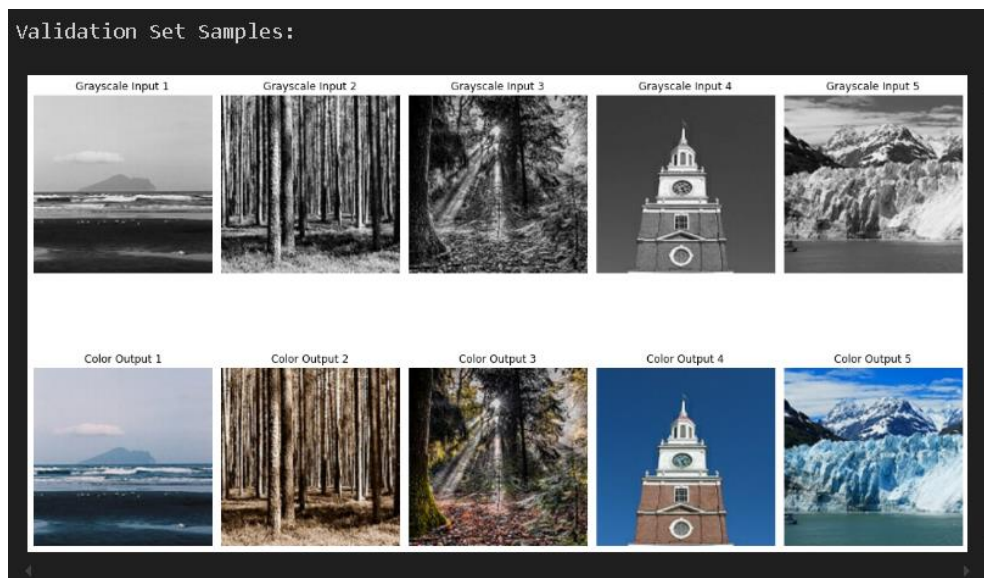 Validation Set Samples:
Grayscale Input 1 Grayscale Input 2 Grayscale Input 3 Grayscale Input 4 Grayscale Input 5
Color Output 1 Color Output 2 Color Output 3 Color Output 4 Color Output 5